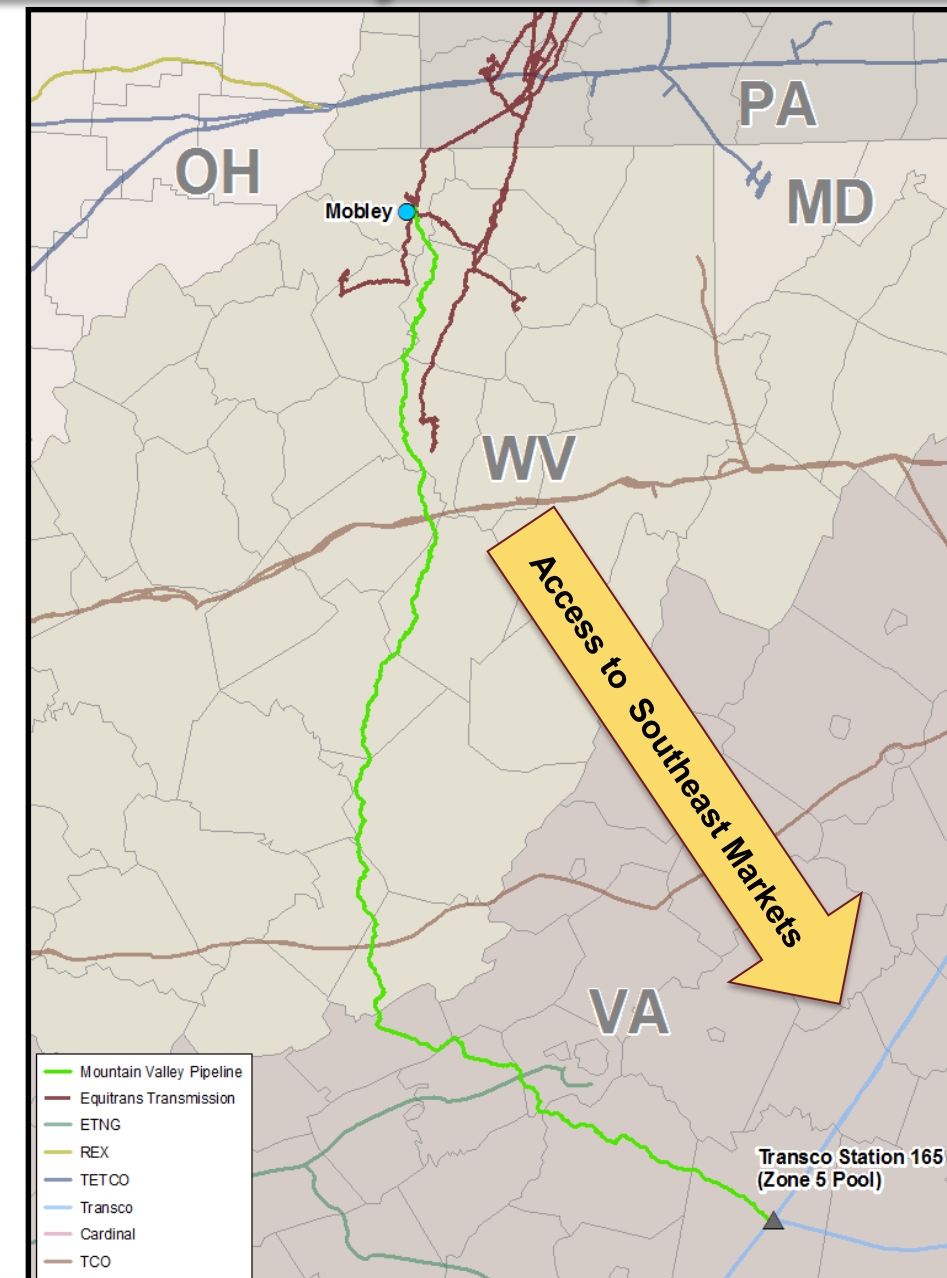 PA
OH
MD
Mobley
WV
Access to Southeast Markets
VA
Mountain Valley Pipeline
Equitrans Transmission
ETNG
REX
TETCO
Transco
Cardinal
TCO
Transco Station 165
(Zone 5 Pool)